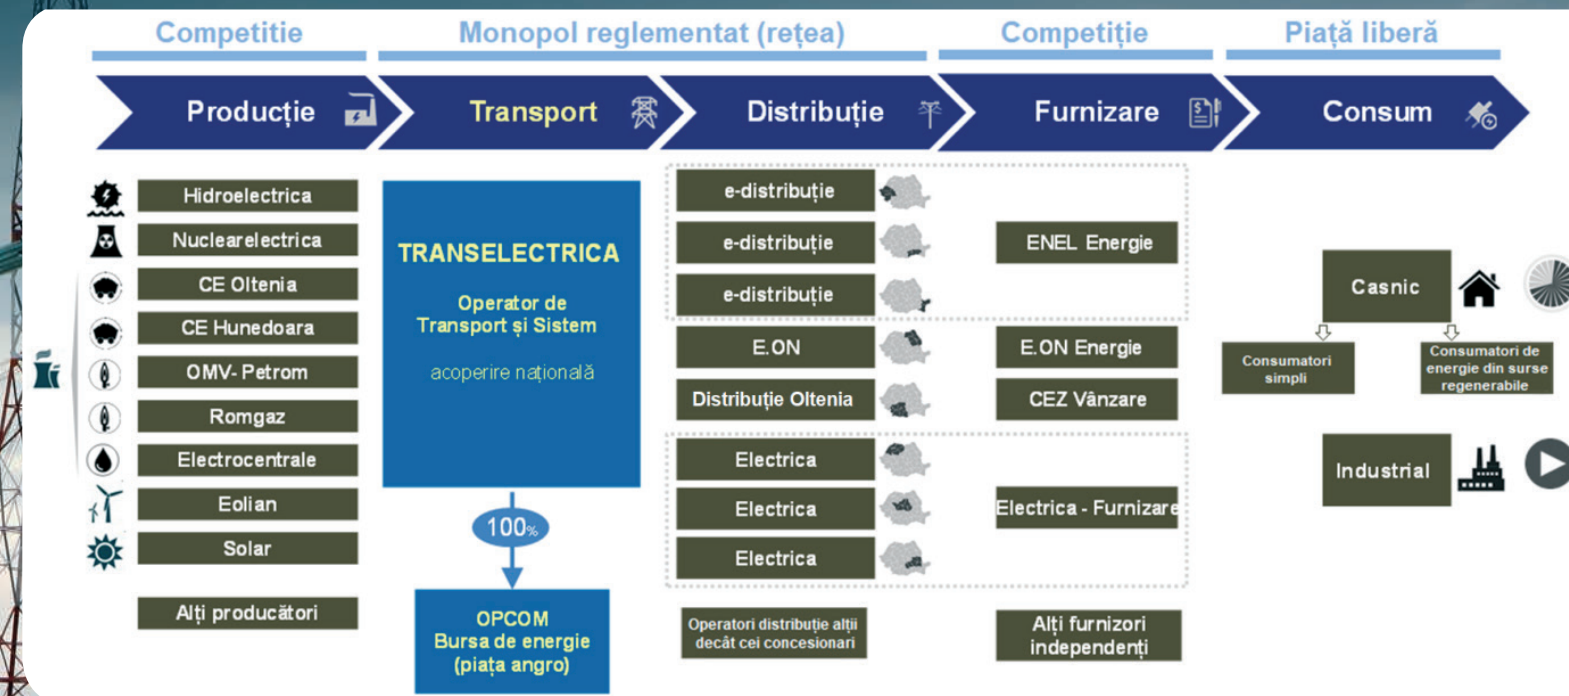 Competitie
Monopol reglementat (rețea)
Competiție
Piață liberă
Producție
Transport
Distribuție
Furnizare
Consum
Hidroelectrica
Nuclearelectrica
CE Oltenia
CE Hunedoara
OMV- Petrom
Romgaz
Electrocentrale
Eolian
Solar
Alți producători
TRANSELECTRICA
Operator de
Transport și Sistem
acoperire națională
100%
OPCOM
Bursa de energie
(piața angro)
e-distribuție
e-distribuție
e-distribuție
E.ON
Distribuție Oltenia
Electrica
Electrica
Electrica
Operatori distribuție alții
decât cei concesionari
ENEL Energie
E.ON Energie
CEZ Vânzare
Electrica - Furnizare
Alți furnizori
independenți
Casnic
Consumatori
simpli
Consumatori de
energie din surse
regenerabile
Industrial